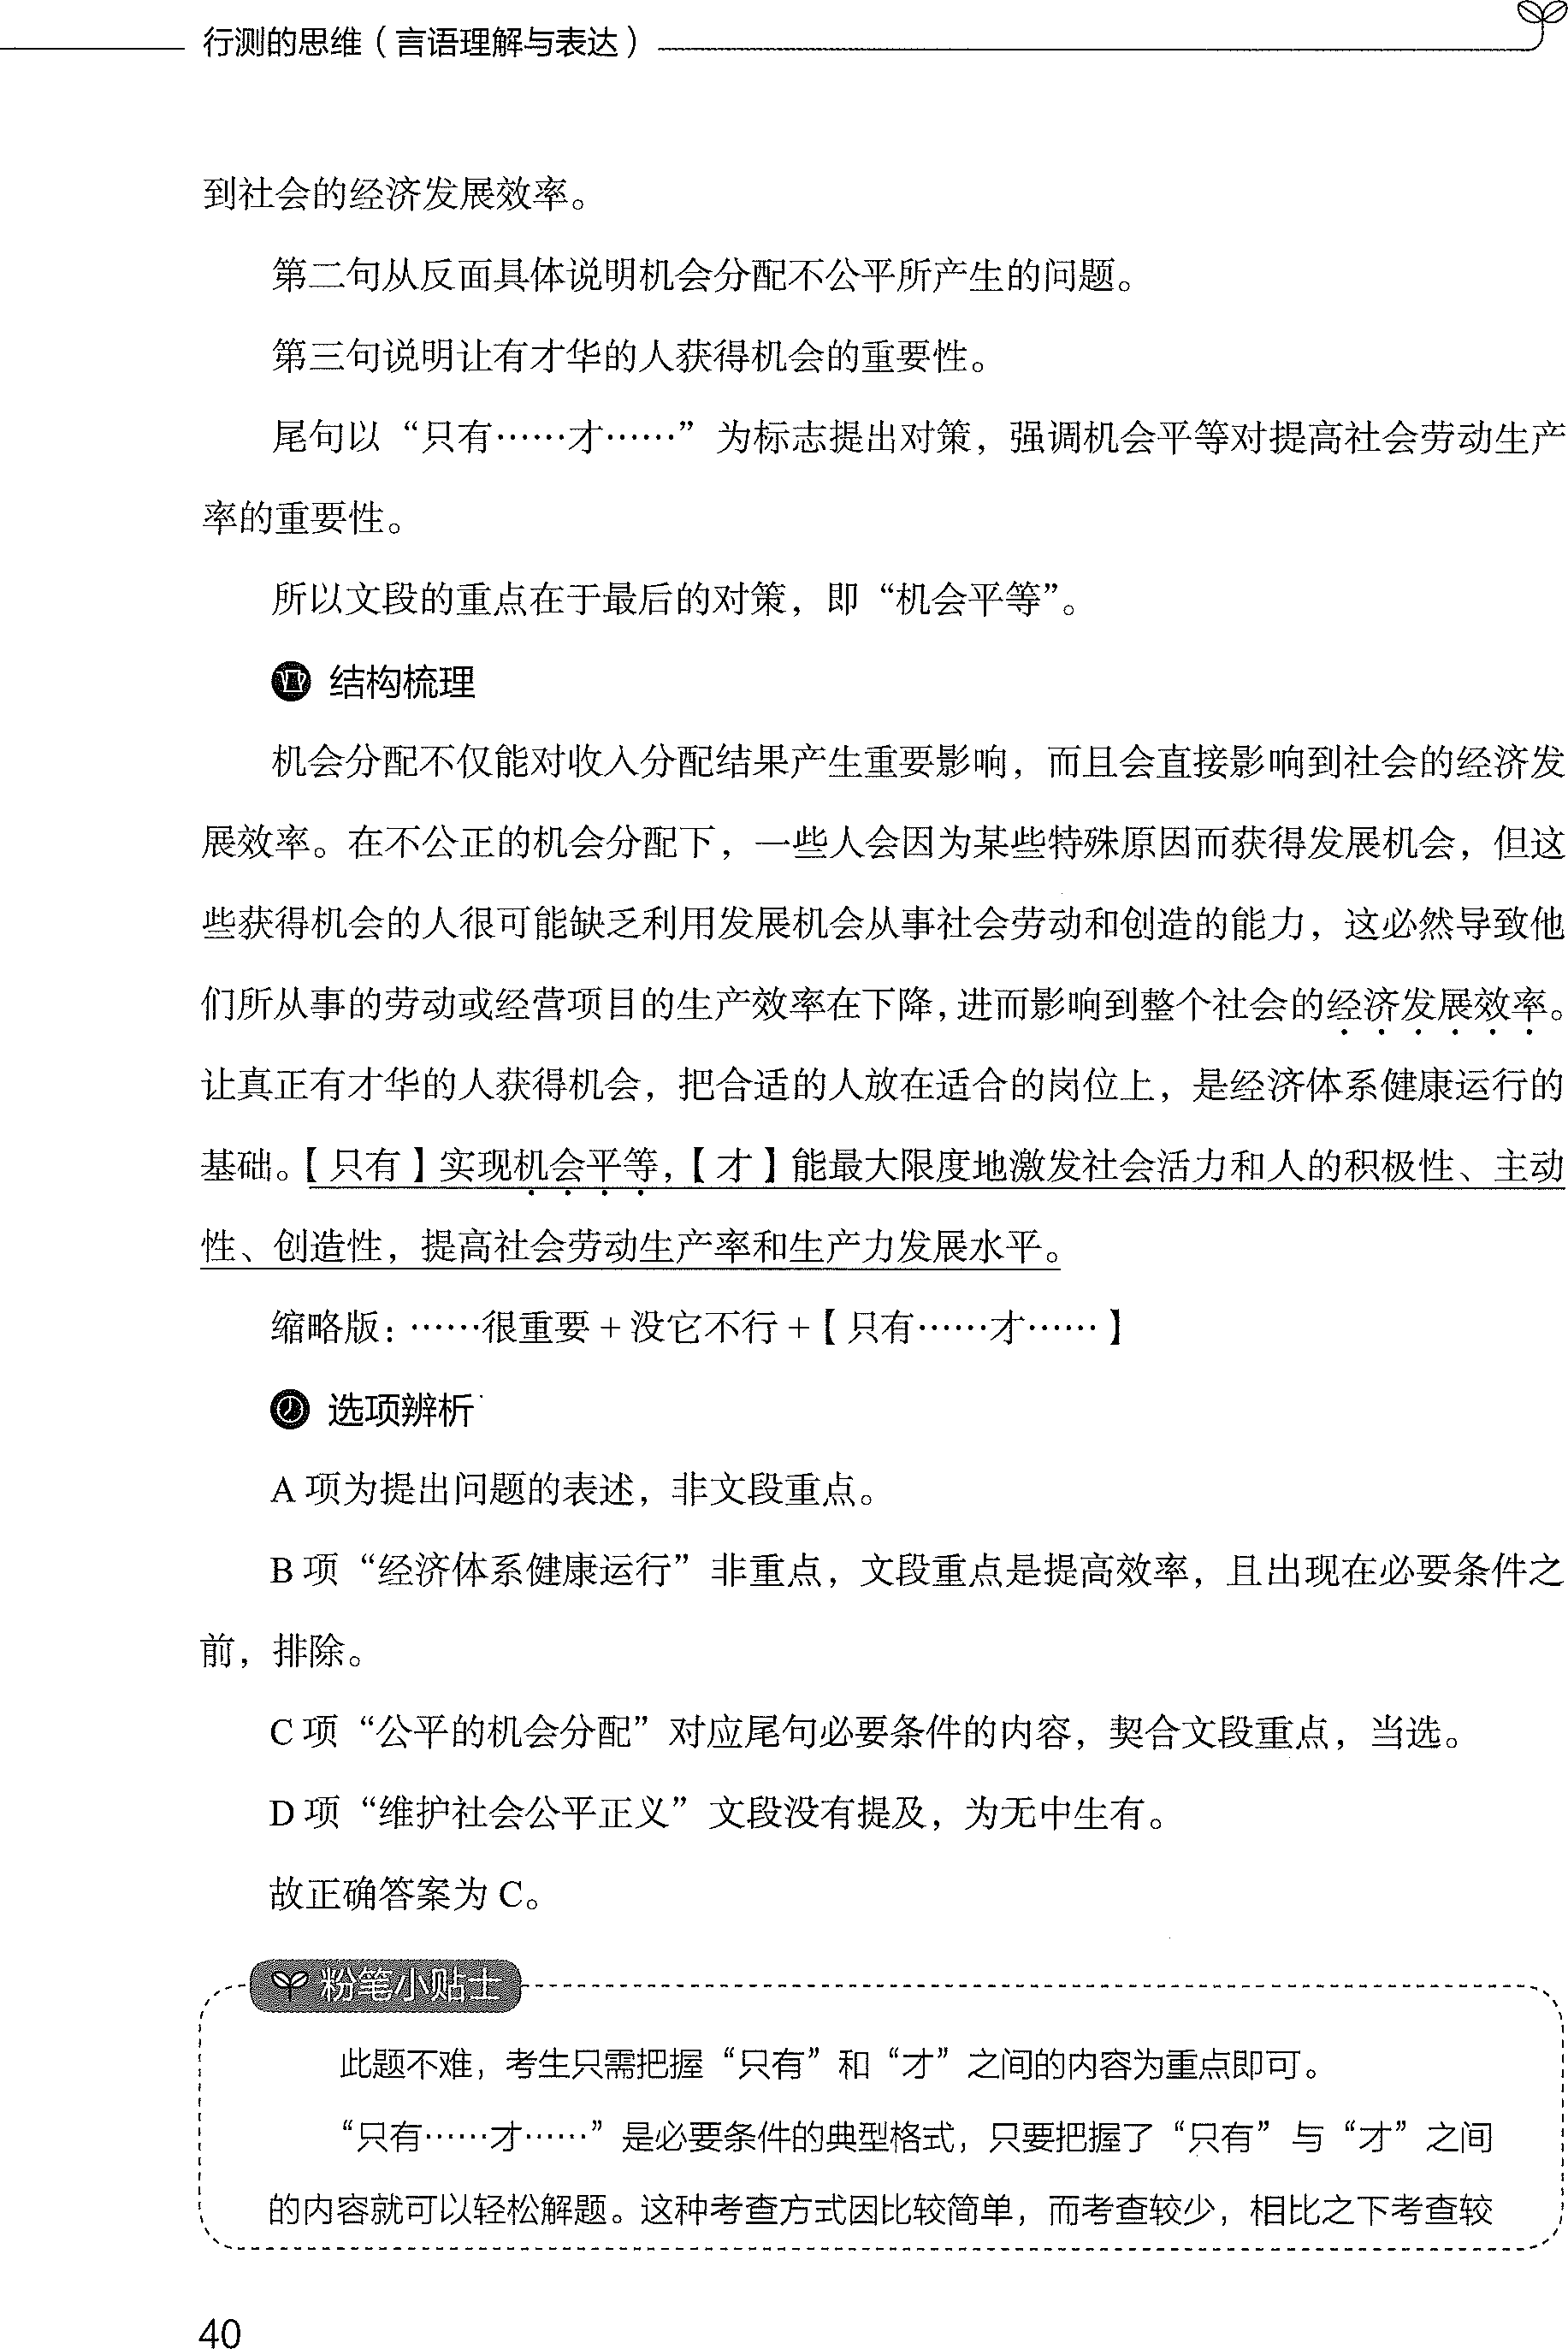 行测的思维（言语理解与表达）
到社会的经济发展效率。
第二句从反面具体说明机会分配不公平所产生的问题。
第三句说明让有才华的人获得机会的重要性。
尾句以“只有……才……”为标志提出对策，强调机会平等对提高社会劳动生产
率的重要性。
所以文段的重点在于最后的对策，即“机会平等”。
结构梳理
机会分配不仅能对收入分配结果产生重要影响，而且会直接影响到社会的经济发
展效率。在不公正的机会分配下，一些人会因为某些特殊原因而获得发展机会，但这
些获得机会的人很可能缺乏利用发展机会从事社会劳动和创造的能力，这必然导致他
们所从事的劳动或经营项目的生产效率在下降，进而影响到整个社会的经济发展效率。
让真正有才华的人获得机会，把合适的人放在适合的岗位上，是经济体系健康运行的
基础。【只有】实现机会平等，【才】能最大限度地激发社会活力和人的积极性、主动
性、创造性，提高社会劳动生产率和生产力发展水平。
缩略版：……很重要+没它不行+【只有……才……】
选项辨析
A 项为提出问题的表述，非文段重点。
B 项“经济体系健康运行”非重点，文段重点是提高效率，且出现在必要条件之
前，排除。
C 项“公平的机会分配”对应尾句必要条件的内容，契合文段重点，当选。
D 项“维护社会公平正义”文段没有提及，为无中生有。
故正确答案为 C。
粉笔小贴士
此题不难，考生只需把握“只有”和“才”之间的内容为重点即可。
“只有……才……”是必要条件的典型格式，只要把握了“只有”与“才”之间
的内容就可以轻松解题。这种考查方式因比较简单，而考查较少，相比之下考查较
40